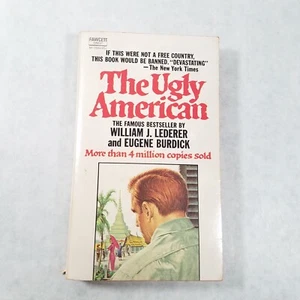 FAWCETT
IF THIS WERE NOT A FREE COUNTRY,
THIS BOOK WOULD BE BANNED. "DEVASTATING"
—The New York Times
The Ugly
American
THE FAMOUS BESTSELLER BY
WILLIAM J. LEDERER
and EUGENE BURDICK
More than 4 million copies sold